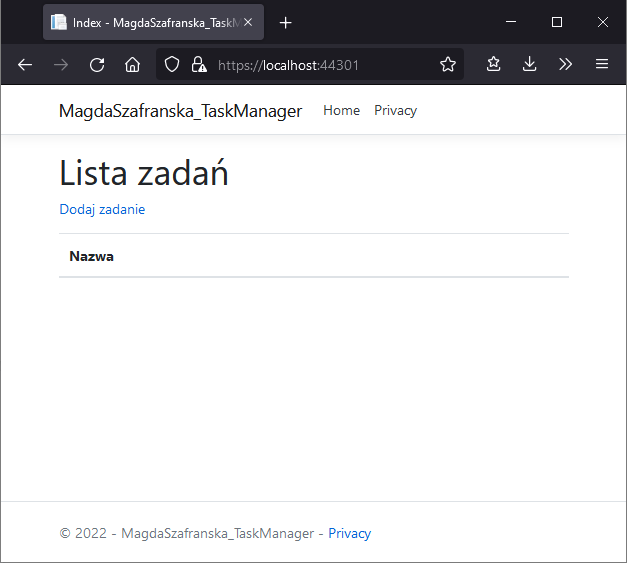 Index - MagdaSzafranska_TaskM
https://localhost:44301
MagdaSzafranska_TaskManager Home Privacy
Lista zadań
Dodaj zadanie
Nazwa
© 2022 - MagdaSzafranska_TaskManager - Privacy